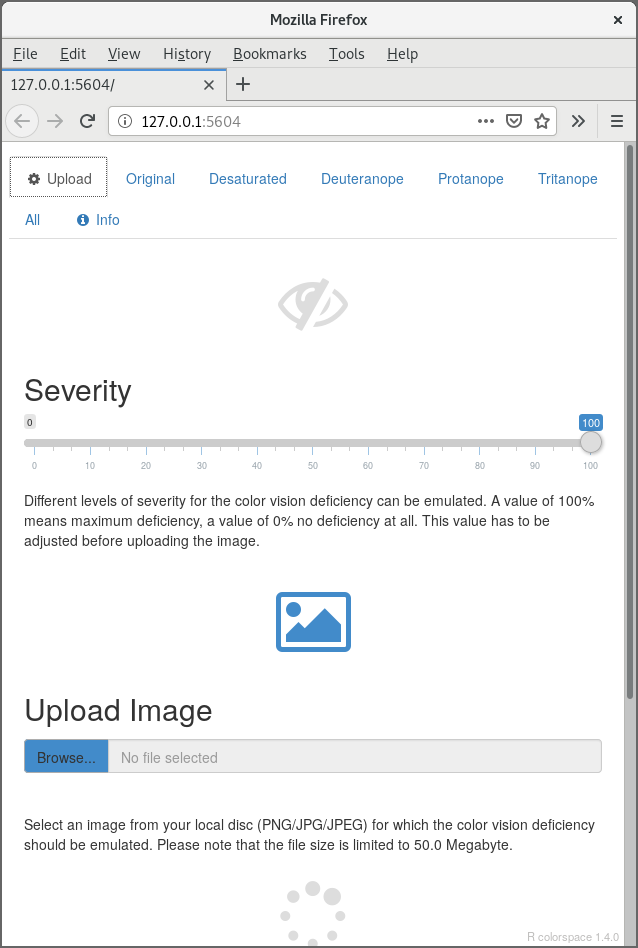 Mozilla Firefox ×
File Edit View History Bookmarks Tools Help
127.0.0.1:5604/
127.0.0.1:5604
Upload Original Desaturated Deuteranope Protanope Tritanope
All Info
Severity
0 100
0 10 20 30 40 50 60 70 80 90 100
Different levels of severity for the color vision deficiency can be emulated. A value of 100%
means maximum deficiency, a value of 0% no deficiency at all. This value has to be
adjusted before uploading the image.
Upload Image
Browse... No file selected
Select an image from your local disc (PNG/JPG/JPEG) for which the color vision deficiency
should be emulated. Please note that the file size is limited to 50.0 Megabyte.
R colorspace 1.4.0